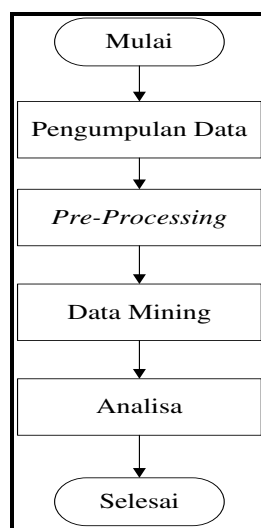 Mulai
Pengumpulan Data
Pre-Processing
Data Mining
Analisa
Selesai